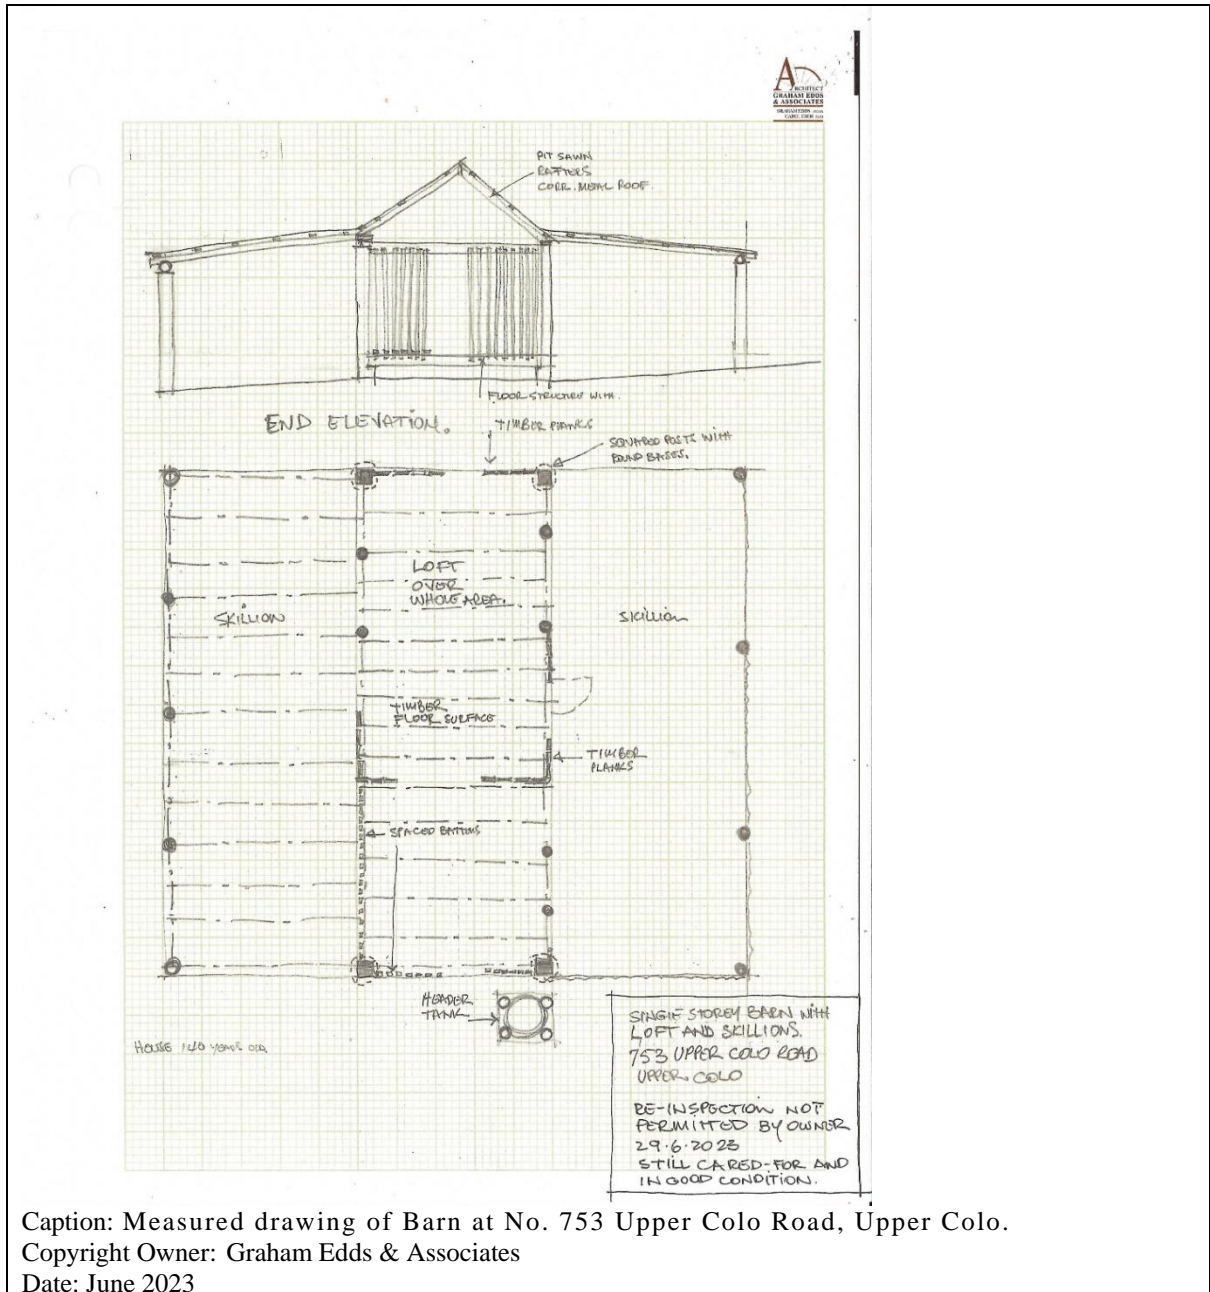 ARCHITECT
GRAHAM EDDS
& ASSOCIATES
PIT SAWN
RAFTERS
CORR. METAL ROOF.
FLOOR STRUCTURE WITH
TIMBER PLANKS
END ELEVATION.
SQUARED POSTS WITH
ROUND BASES.
LOFT
OVER
WHOLE AREA.
SKILLION
SKILLION
TIMBER
FLOOR SURFACE
TIMBER
PLANKS
SPACED BATTENS
HEADER
TANK
HOUSE 140 YEARS OLD
SINGLE STOREY BARN WITH
LOFT AND SKILLIONS.
753 UPPER COLO ROAD
UPPER COLO
RE-INSPECTION NOT
PERMITTED BY OWNER
29.6.2023
STILL CARED-FOR AND
IN GOOD CONDITION.
Caption: Measured drawing of Barn at No. 753 Upper Colo Road, Upper Colo.
Copyright Owner: Graham Edds & Associates
Date: June 2023